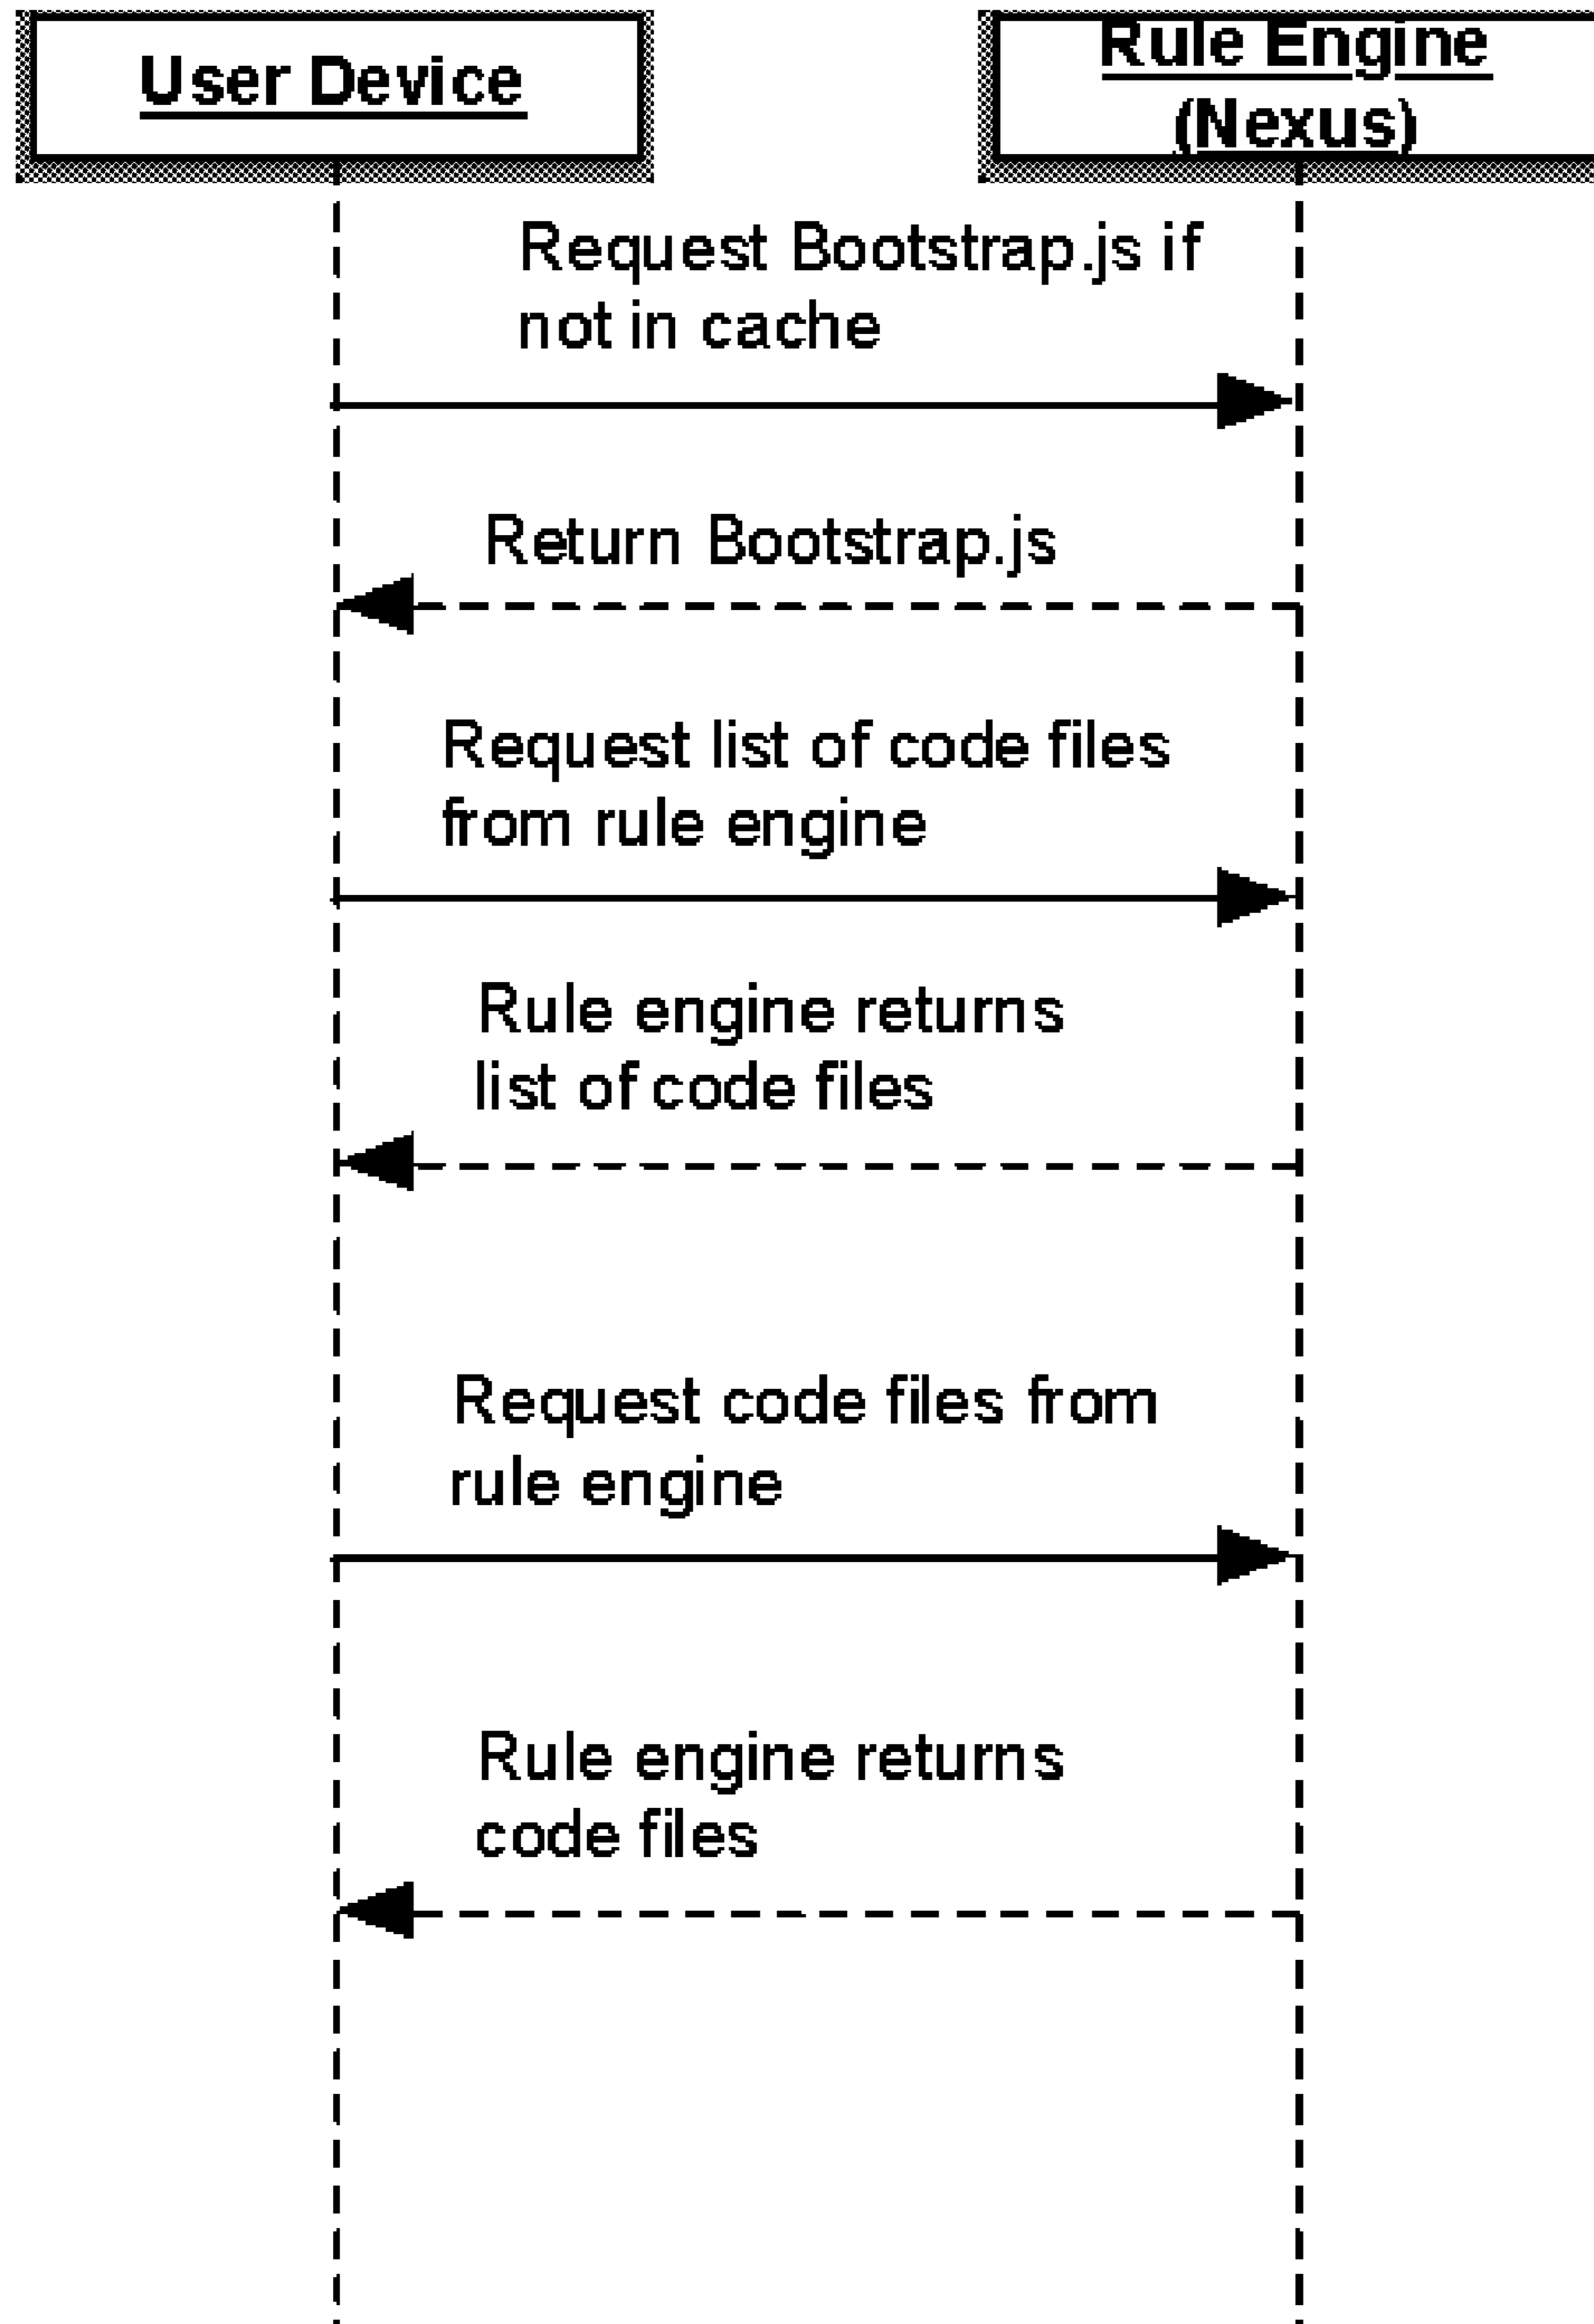 User Device
Rule Engine
(Nexus)
Request Bootstrap.js if
not in cache
Return Bootstrap.js
Request list of code files
from rule engine
Rule engine returns
list of code files
Request code files from
rule engine
Rule engine returns
code files